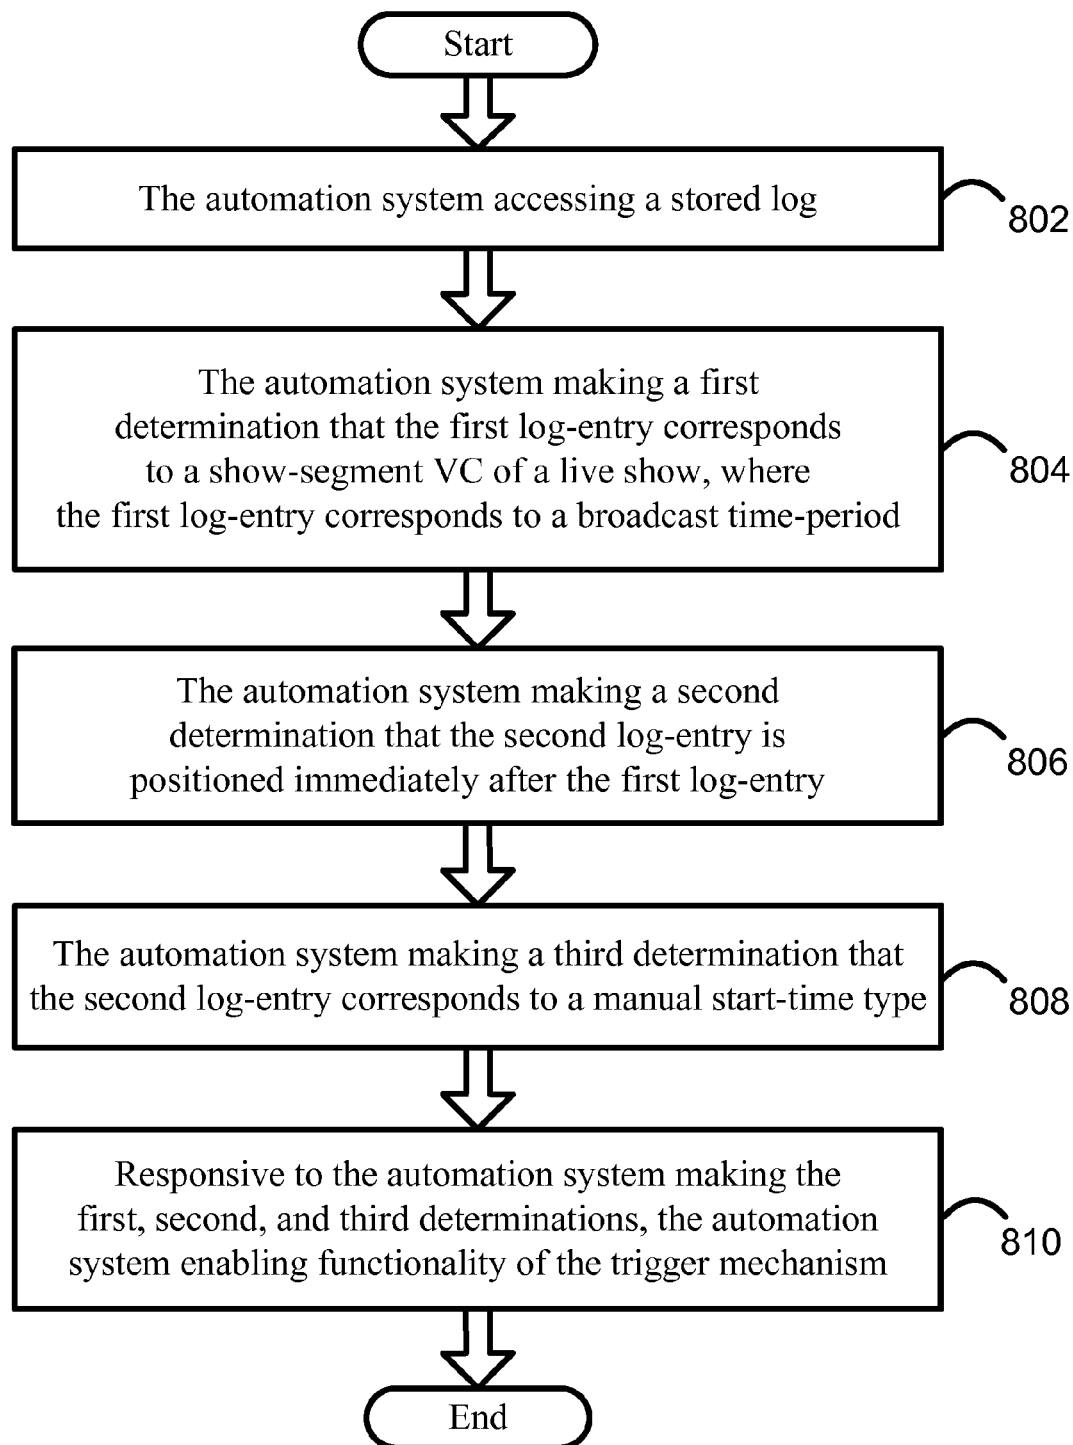 Start
The automation system accessing a stored log
802
The automation system making a first
determination that the first log-entry corresponds
to a show-segment VC of a live show, where
the first log-entry corresponds to a broadcast time-period
804
The automation system making a second
determination that the second log-entry is
positioned immediately after the first log-entry
806
The automation system making a third determination that
the second log-entry corresponds to a manual start-time type
808
Responsive to the automation system making the
first, second, and third determinations, the automation
system enabling functionality of the trigger mechanism
810
End